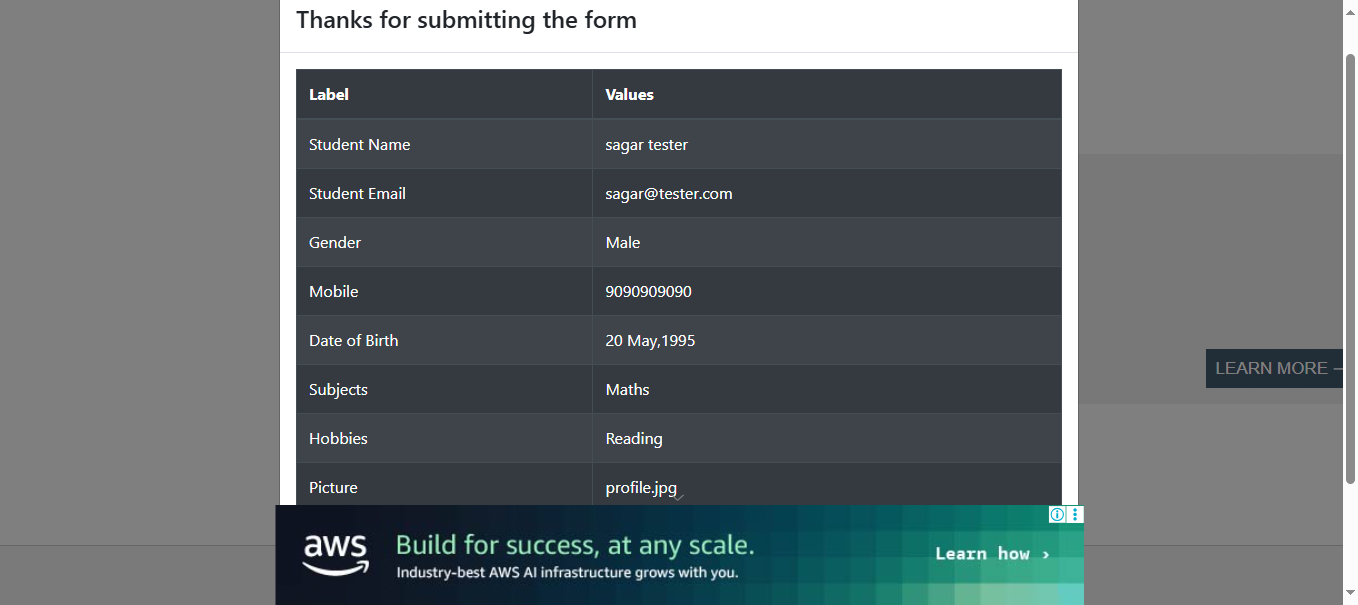 Thanks for submitting the form
Label Values
Student Name sagar tester
Student Email sagar@tester.com
Gender Male
Mobile 9090909090
Date of Birth 20 May,1995
LEARN MORE
Subjects Maths
Hobbies Reading
Picture profile.jpg
aws
Build for success, at any scale.
Industry-best AWS AI infrastructure grows with you.
Learn how ›